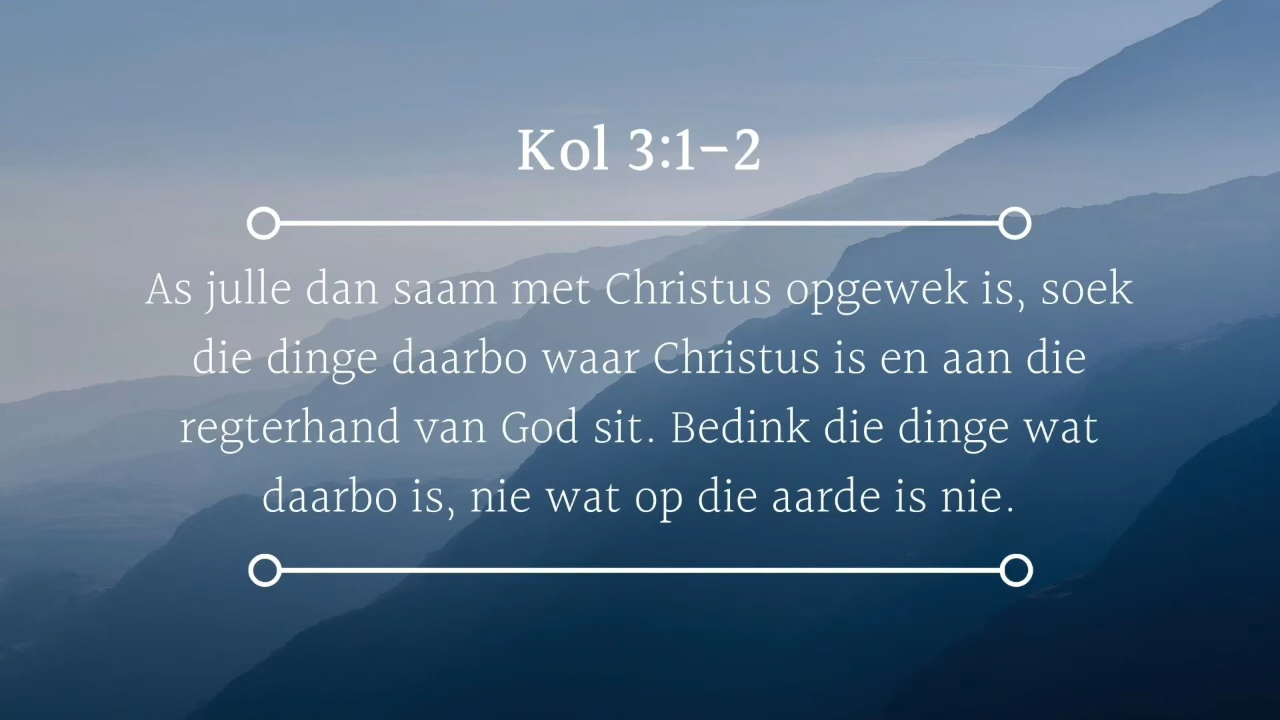 Kol 3:1–2
As julle dan saam met Christus opgewek is, soek
die dinge daarbo waar Christus is en aan die
regterhand van God sit. Bedink die dinge wat
daarbo is, nie wat op die aarde is nie.